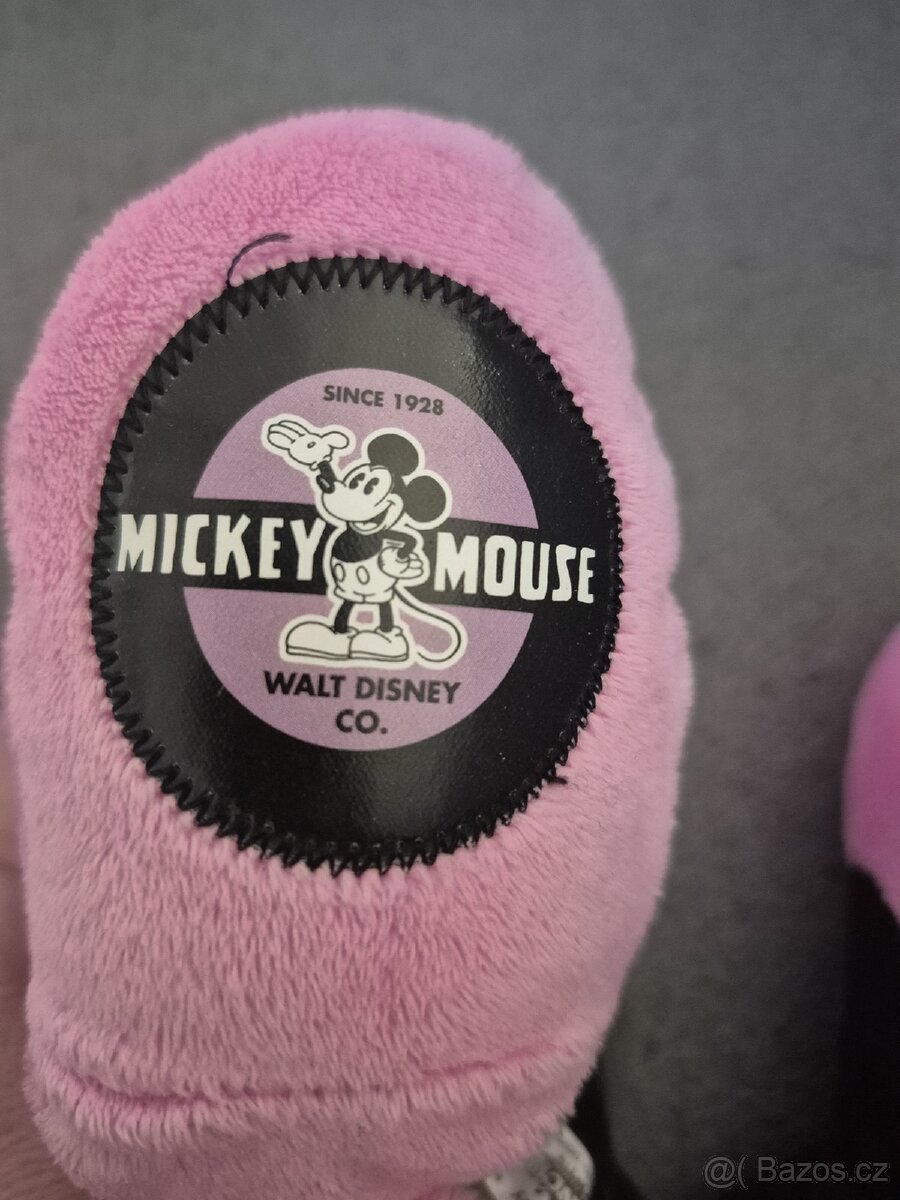 SINCE 1928
MICKEY MOUSE
WALT DISNEY
CO.
@( Bazos.cz